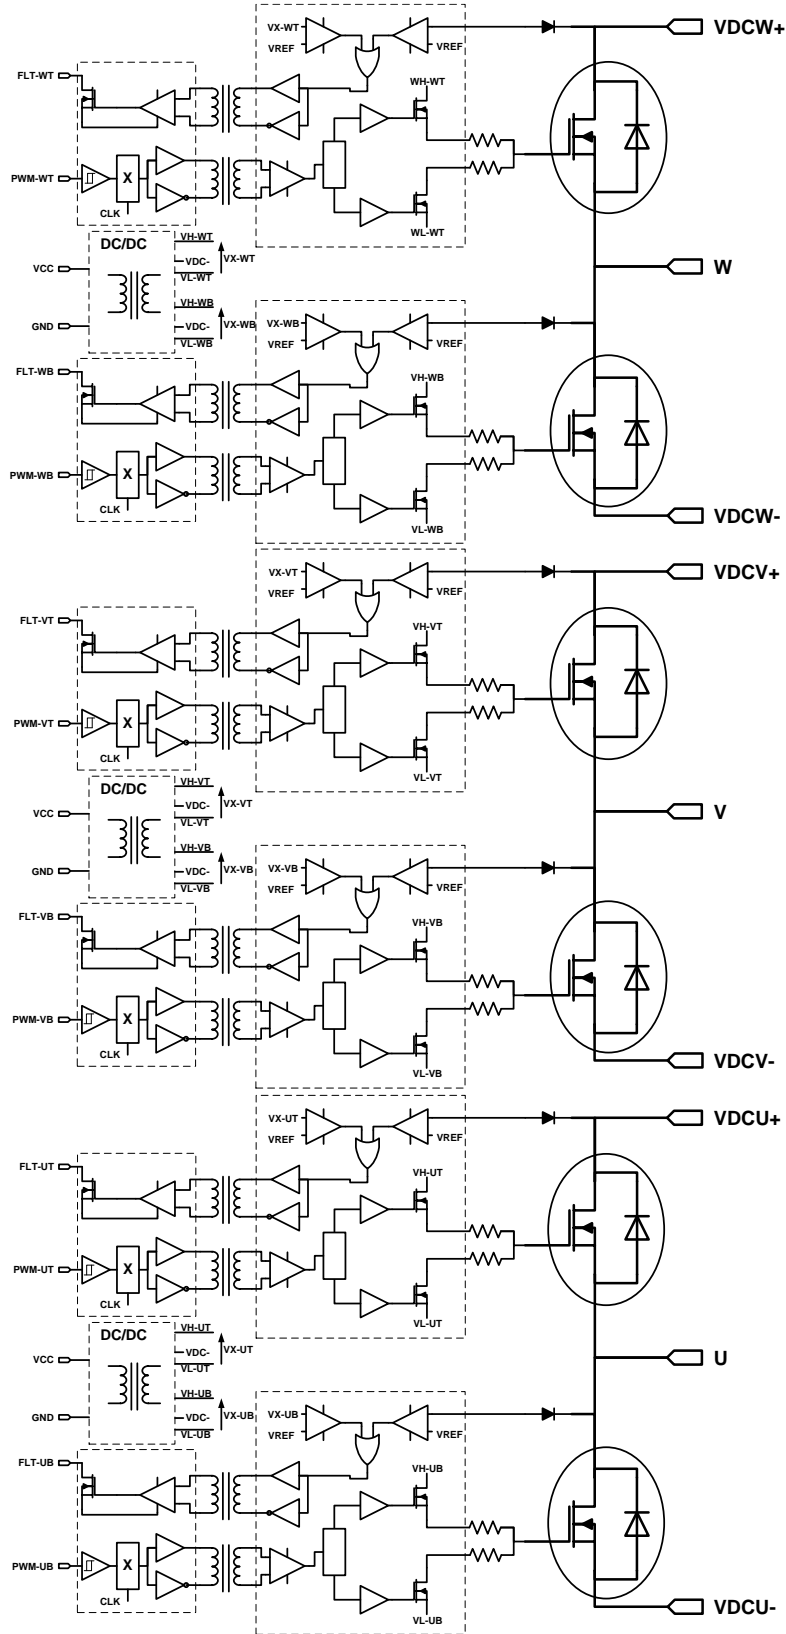 VX-WT
VREF
VREF
VDCW+
FLT-WT
WH-WT
PWM-WT
X
CLK
WL-WT
DC/DC
VH-WT
VCC
VDC-
VX-WT
VL-WT
W
VH-WB
GND
VDC-
VX-WB
VL-WB
VX-WB
VREF
VREF
FLT-WB
VH-WB
PWM-WB
X
CLK
VL-WB
VDCW-
VX-VT
VREF
VREF
VDCV+
FLT-VT
VH-VT
PWM-VT
X
CLK
VL-VT
DC/DC
VH-VT
VCC
VDC-
VX-VT
VL-VT
V
VH-VB
GND
VDC-
VX-VB
VL-VB
VX-VB
VREF
VREF
FLT-VB
VH-VB
PWM-VB
X
CLK
VL-VB
VDCV-
VX-UT
VREF
VREF
VDCU+
FLT-UT
VH-UT
PWM-UT
X
CLK
VL-UT
DC/DC
VH-UT
VCC
VDC-
VX-UT
VL-UT
U
VH-UB
GND
VDC-
VX-UB
VL-UB
VX-UB
VREF
VREF
FLT-UB
VH-UB
PWM-UB
X
CLK
VL-UB
VDCU-